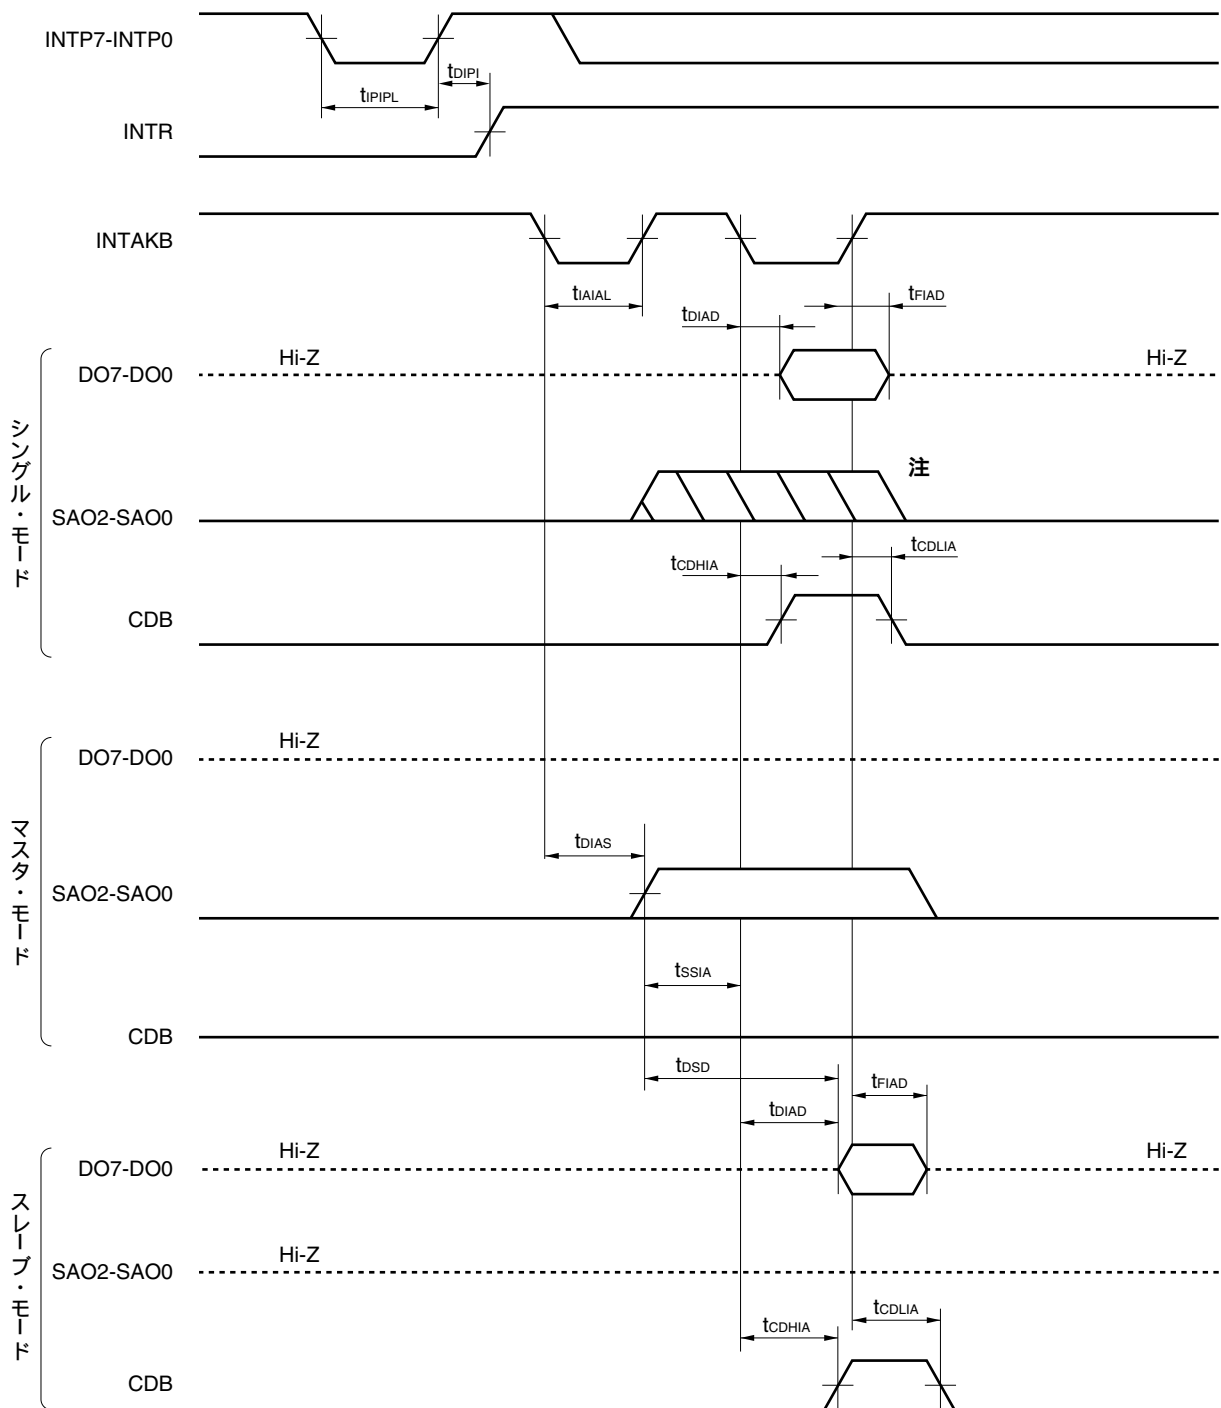 INTP7-INTP0
tDIPI
tIPIPL
INTR
INTAKB
tIAIAL
tFIAD
tDIAD
シングル・モード
Hi-Z
Hi-Z
DO7-DO0
注
SAO2-SAO0
tCDLIA
tCDHIA
CDB
マスタ・モード
Hi-Z
DO7-DO0
tDIAS
SAO2-SAO0
tSSIA
CDB
tDSD
tFIAD
tDIAD
スレーブ・モード
Hi-Z
Hi-Z
DO7-DO0
Hi-Z
SAO2-SAO0
tCDLIA
tCDHIA
CDB